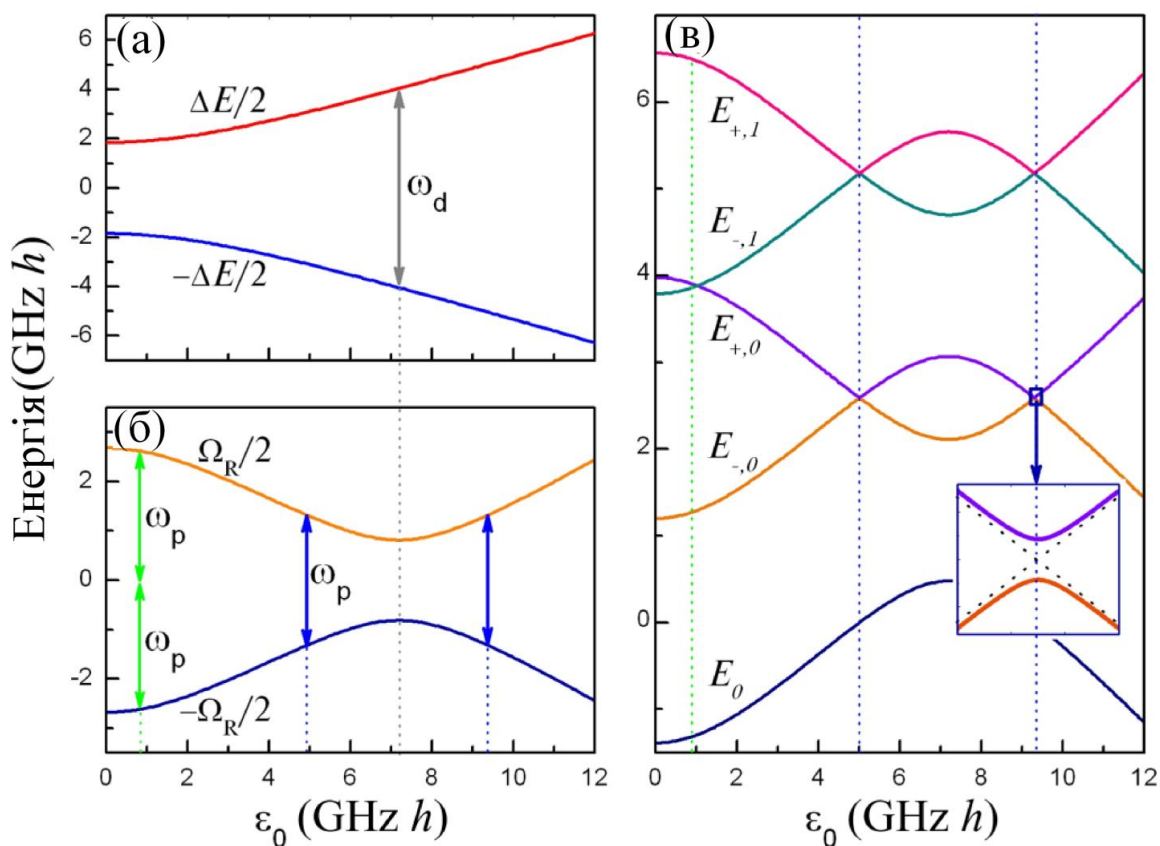 Енергія(GHz h)
(а)
6
4
2
0
-2
-4
-6
ΔE/2
−ΔE/2
ω_d
(б)
2
0
-2
Ω_R/2
−Ω_R/2
ω_p
ω_p
ω_p
0 2 4 6 8 10 12
ε_0 (GHz h)
(в)
6
4
2
0
E_{+,1}
E_{-,1}
E_{+,0}
E_{-,0}
E_0
0 2 4 6 8 10 12
ε_0 (GHz h)